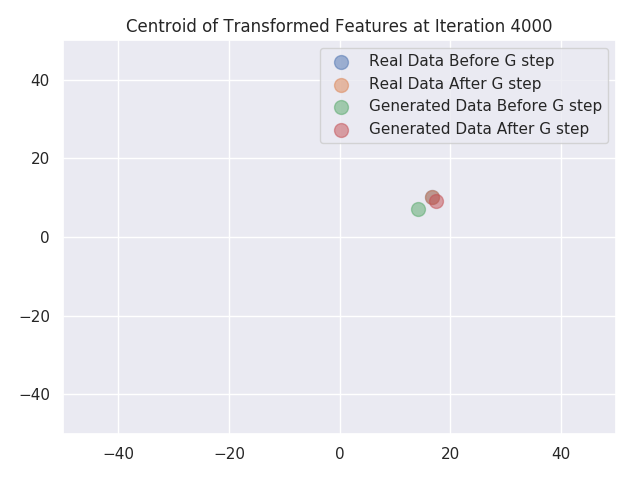 Centroid of Transformed Features at Iteration 4000
Real Data Before G step
Real Data After G step
Generated Data Before G step
Generated Data After G step
40
20
0
−20
−40
−40
−20
0
20
40